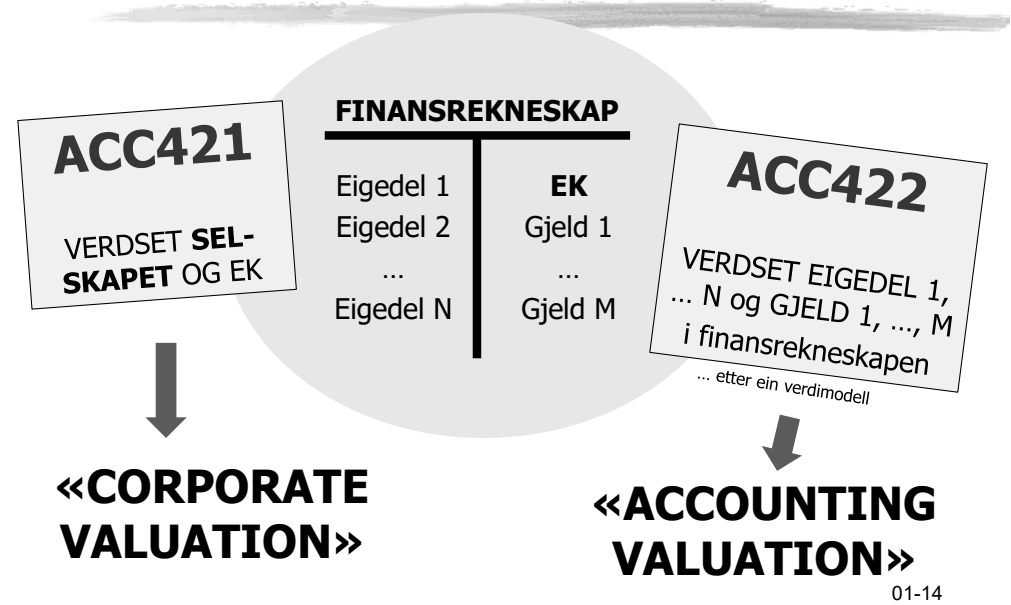 ACC421
VERDSET SEL-
SKAPET OG EK
FINANSREKNESKAP
Eigedel 1
Eigedel 2
…
Eigedel N
EK
Gjeld 1
…
Gjeld M
ACC422
VERDSET EIGEDEL 1,
… N og GJELD 1, …, M
i finansrekneskapen
… etter ein verdimodell
«CORPORATE
VALUATION»
«ACCOUNTING
VALUATION»
01-14